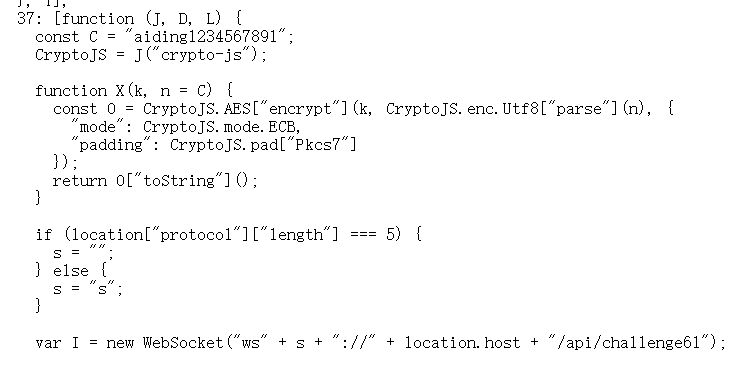 }, 1],
37: [function (J, D, L) {
const C = "aiding1234567891";
CryptoJS = J("crypto-js");
function X(k, n = C) {
const O = CryptoJS.AES["encrypt"](k, CryptoJS.enc.Utf8["parse"](n), {
"mode": CryptoJS.mode.ECB,
"padding": CryptoJS.pad["Pkcs7"]
});
return O["toString"]();
}
if (location["protocol"]["length"] === 5) {
s = "";
} else {
s = "s";
}
var I = new WebSocket("ws" + s + "://" + location.host + "/api/challenge61");